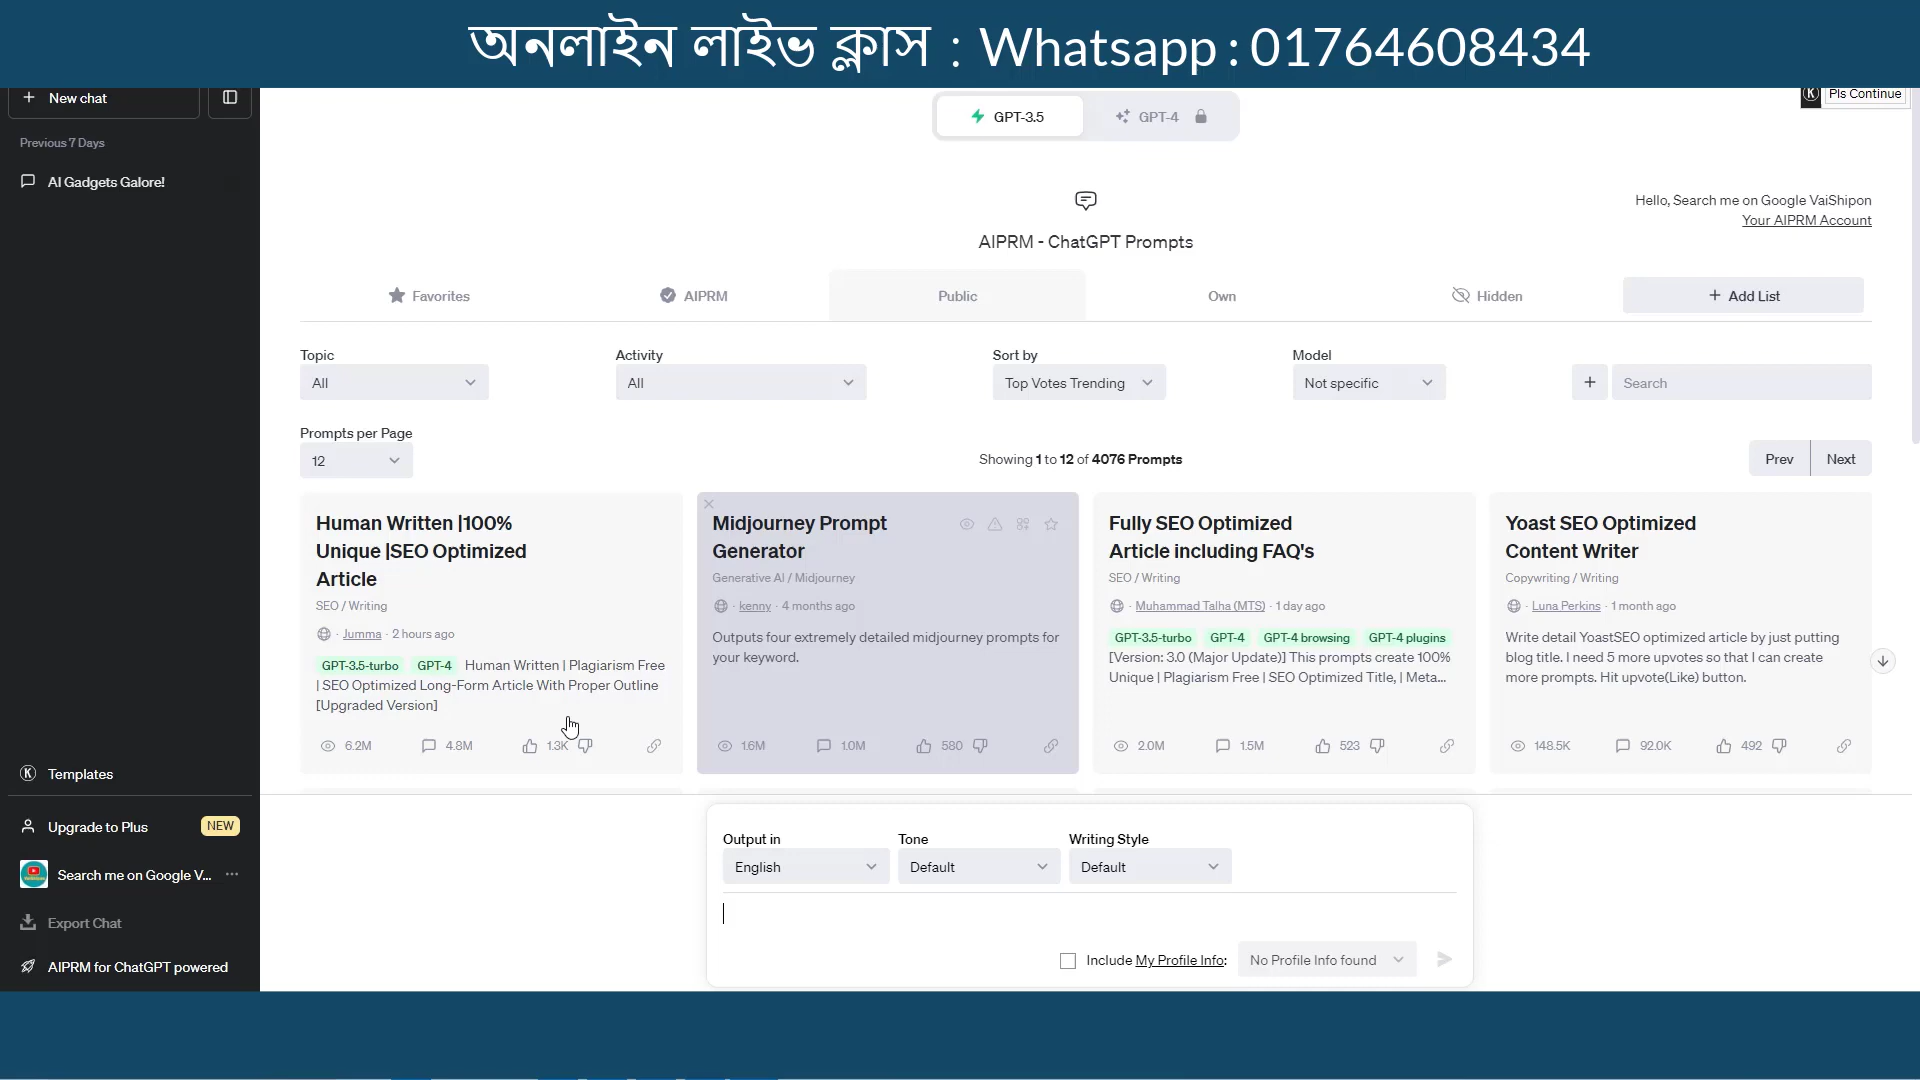 অনলাইন লাইভ ক্লাস : Whatsapp : 01764608434
New chat
Previous 7 Days
AI Gadgets Galore!
Templates
Upgrade to Plus NEW
Search me on Google V...
Export Chat
AIPRM for ChatGPT powered
GPT-3.5 GPT-4
Pls Continue
Hello, Search me on Google VaiShipon
Your AIPRM Account
AIPRM - ChatGPT Prompts
Favorites AIPRM Public Own Hidden + Add List
Topic Activity Sort by Model
All All Top Votes Trending Not specific + Search
Prompts per Page
12 Showing 1 to 12 of 4076 Prompts Prev Next
Human Written |100%
Unique |SEO Optimized
Article
SEO / Writing
· Jumma · 2 hours ago
GPT-3.5-turbo GPT-4 Human Written | Plagiarism Free
| SEO Optimized Long-Form Article With Proper Outline
[Upgraded Version]
6.2M 4.8M 1.3K
Midjourney Prompt
Generator
Generative AI / Midjourney
· kenny · 4 months ago
Outputs four extremely detailed midjourney prompts for
your keyword.
1.6M 1.0M 580
Fully SEO Optimized
Article including FAQ's
SEO / Writing
· Muhammad Talha (MTS) · 1 day ago
GPT-3.5-turbo GPT-4 GPT-4 browsing GPT-4 plugins
[Version: 3.0 (Major Update)] This prompts create 100%
Unique | Plagiarism Free | SEO Optimized Title, | Meta...
2.0M 1.5M 523
Yoast SEO Optimized
Content Writer
Copywriting / Writing
· Luna Perkins · 1 month ago
Write detail YoastSEO optimized article by just putting
blog title. I need 5 more upvotes so that I can create
more prompts. Hit upvote(Like) button.
148.5K 92.0K 492
Output in Tone Writing Style
English Default Default
Include My Profile Info: No Profile Info found